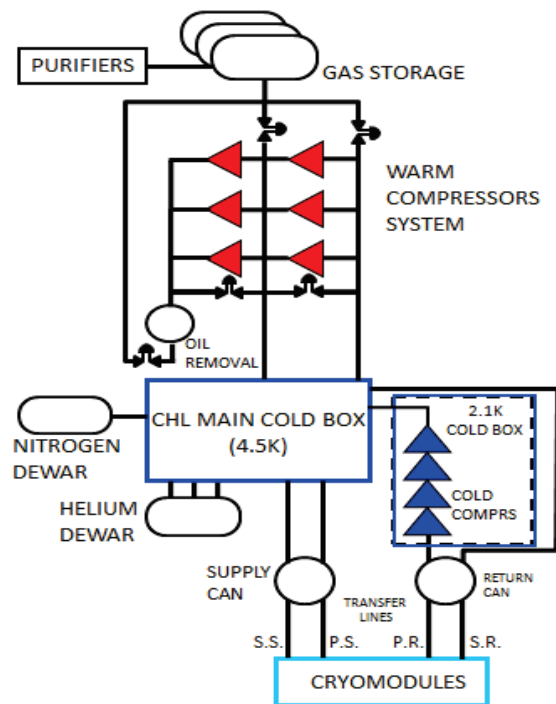 PURIFIERS
GAS STORAGE
WARM
COMPRESSORS
SYSTEM
OIL
REMOVAL
CHL MAIN COLD BOX
(4.5K)
2.1K
COLD BOX
COLD
COMPRS
NITROGEN
DEWAR
HELIUM
DEWAR
SUPPLY
CAN
RETURN
CAN
TRANSFER
LINES
S.S.
P.S.
P.R.
S.R.
CRYOMODULES